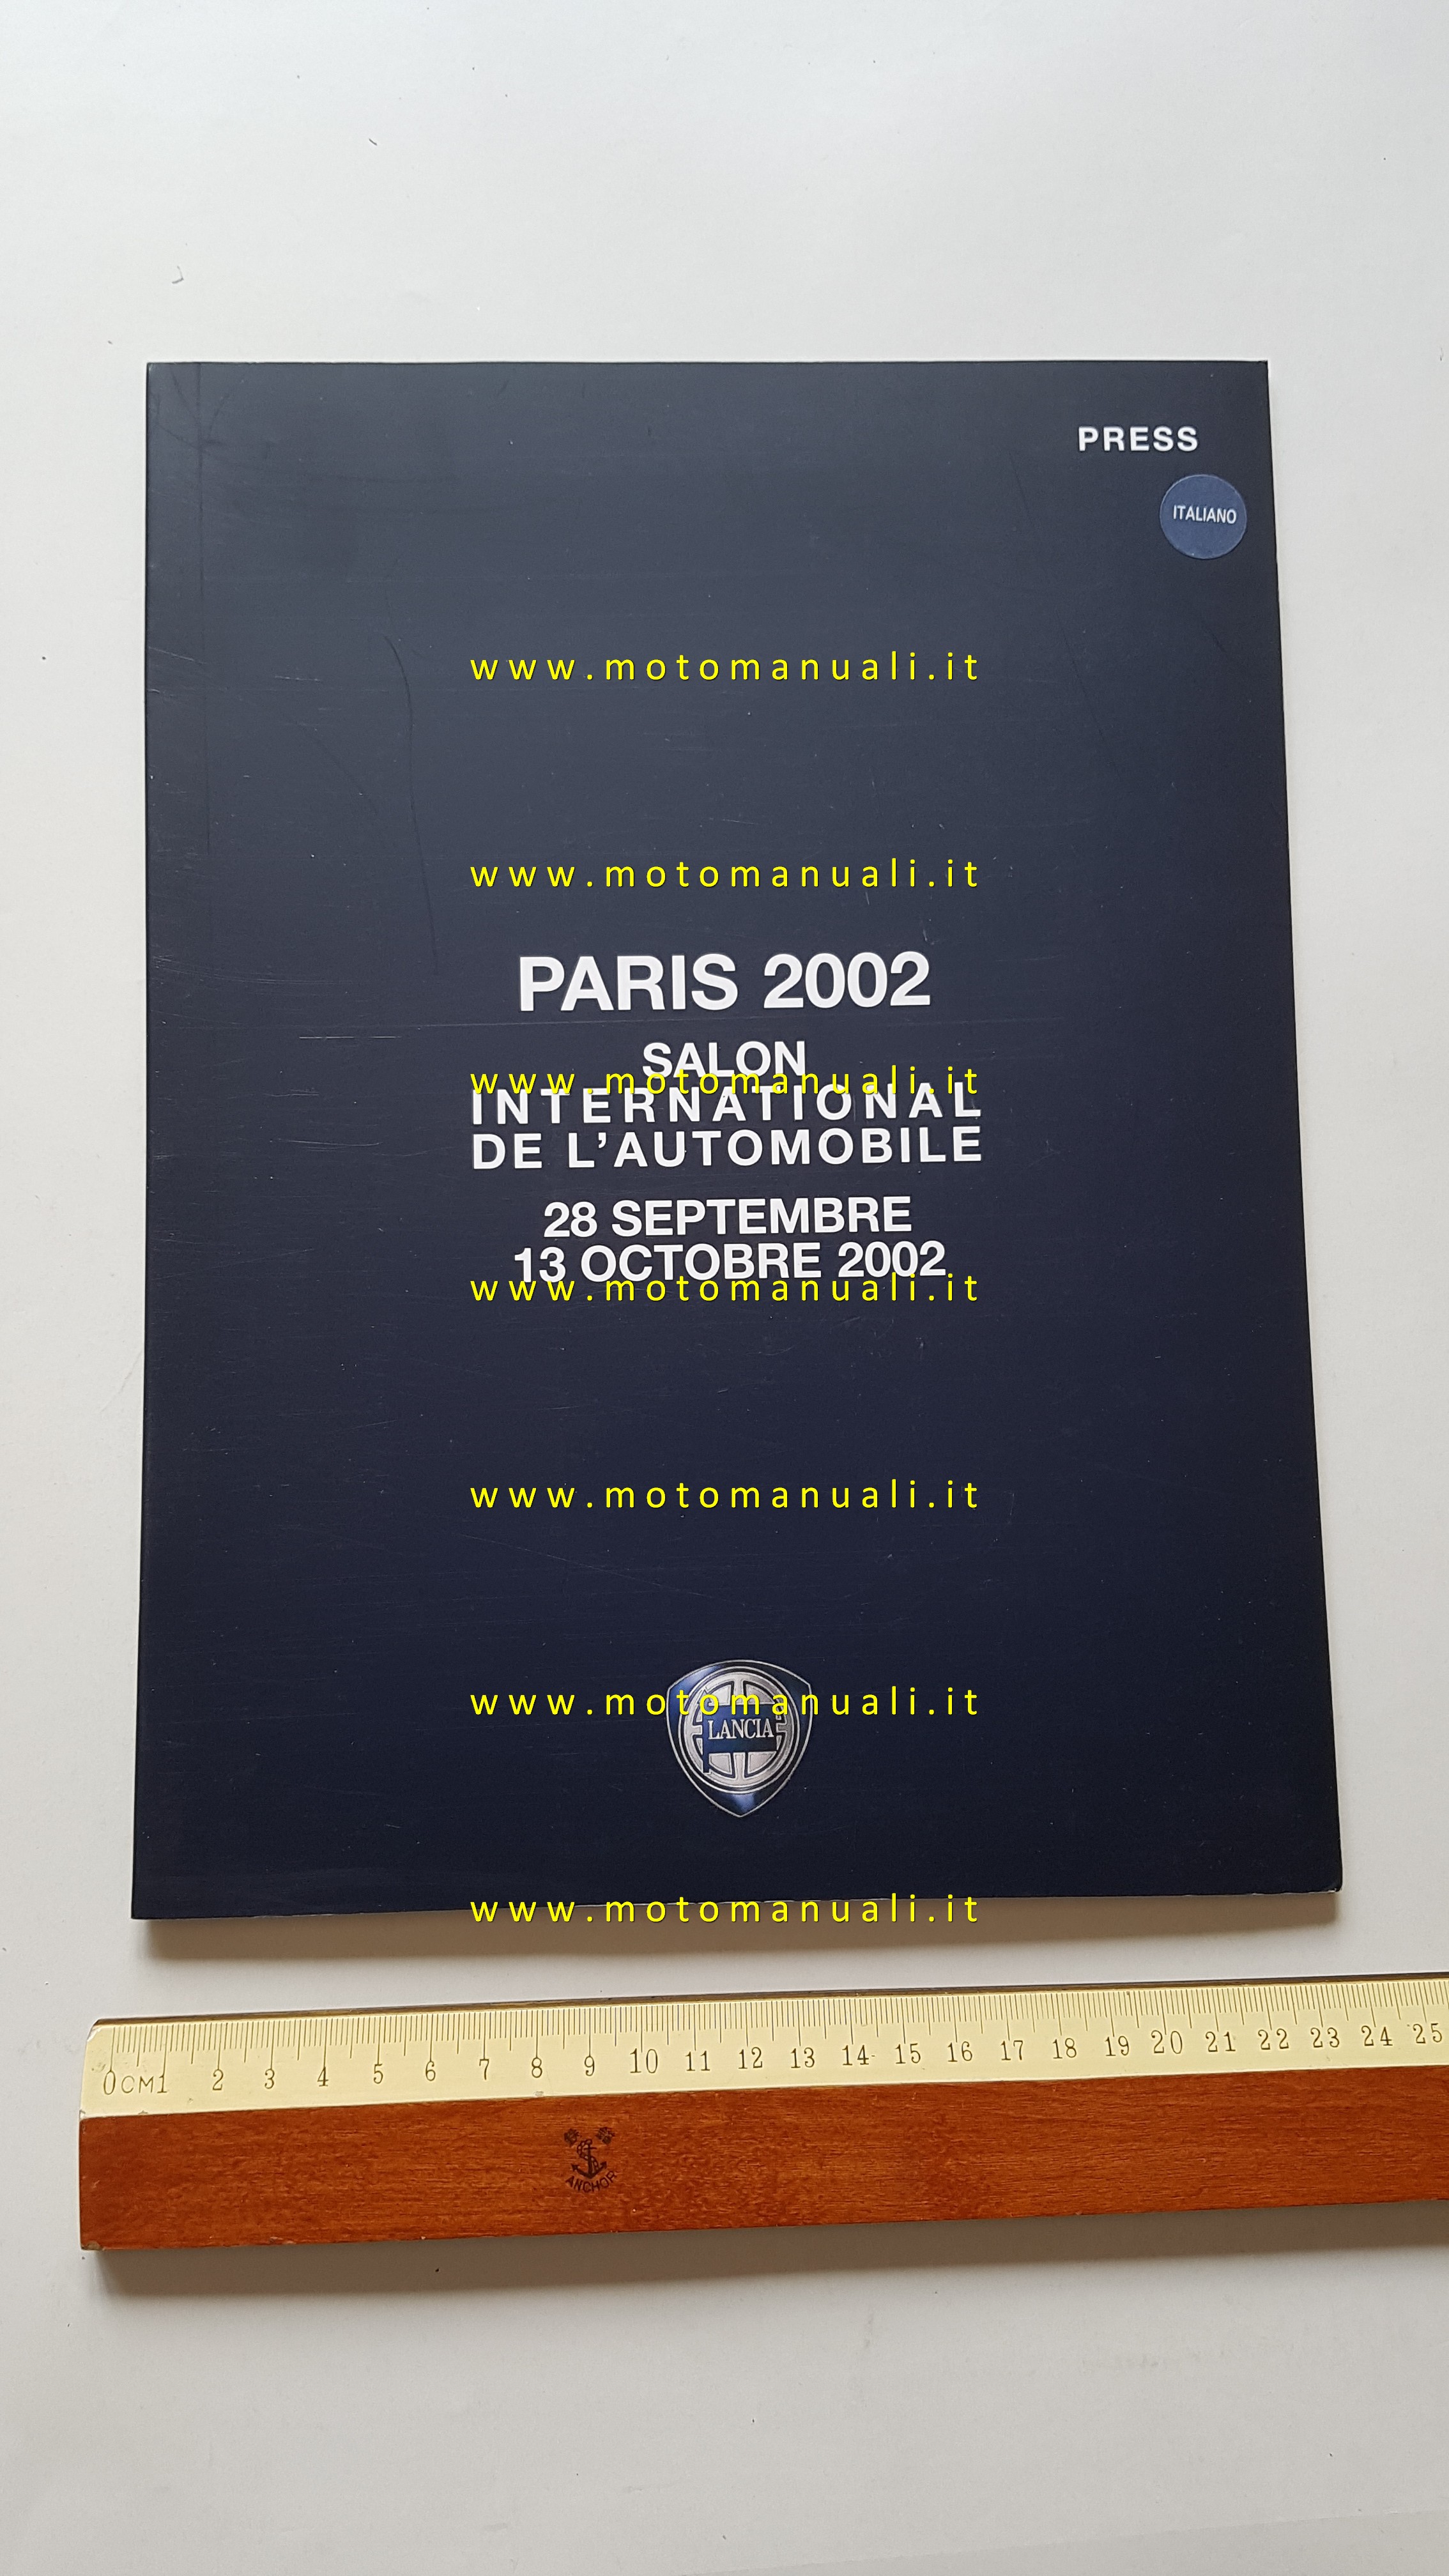 PRESS
ITALIANO
www.motomanuali.it
www.motomanuali.it
PARIS 2002
SALON
www.motomanuali.it
INTERNATIONAL
DE L'AUTOMOBILE
28 SEPTEMBRE
13 OCTOBRE 2002
www.motomanuali.it
www.motomanuali.it
www.motomanuali.it
LANCIA
www.motomanuali.it
0CM1 2 3 4 5 6 7 8 9 10 11 12 13 14 15 16 17 18 19 20 21 22 23 24 25
ANCHOR